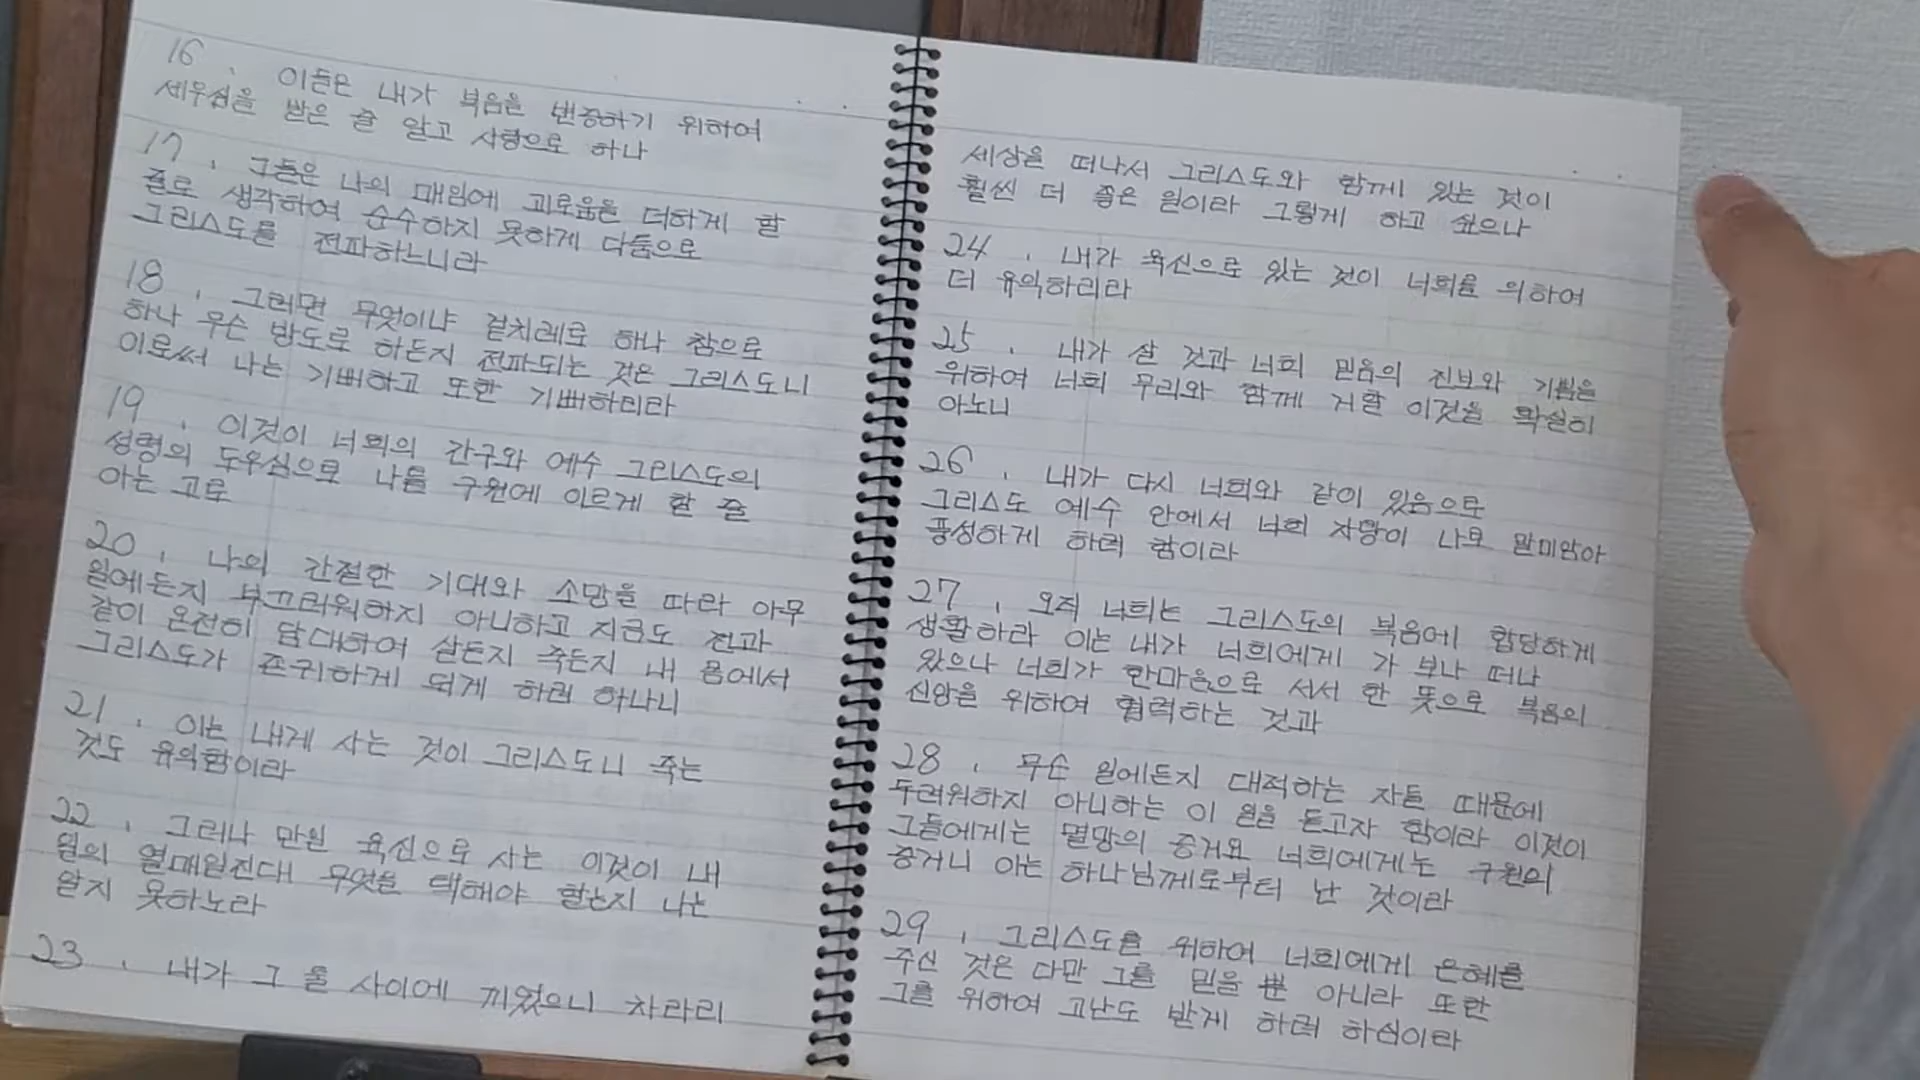 16. 이들은 내가 복음을 변증하기 위하여
세우심을 받은 줄 알고 사랑으로 하나
17. 그들은 나의 매임에 괴로움을 더하게 할
줄로 생각하여 순수하지 못하게 다툼으로
그리스도를 전파하느니라
18. 그러면 무엇이냐 겉치레로 하나 참으로
하나 무슨 방도로 하든지 전파되는 것은 그리스도니
이로써 나는 기뻐하고 또한 기뻐하리라
19. 이것이 너희의 간구와 예수 그리스도의
성령의 도우심으로 나를 구원에 이르게 할 줄
아는 고로
20. 나의 간절한 기대와 소망을 따라 아무
일에든지 부끄러워하지 아니하고 지금도 전과
같이 온전히 담대하여 살든지 죽든지 내 몸에서
그리스도가 존귀하게 되게 하려 하나니
21. 이는 내게 사는 것이 그리스도니 죽는
것도 유익함이라
22. 그러나 만일 육신으로 사는 이것이 내
일의 열매일진대 무엇을 택해야 할는지 나는
알지 못하노라
23. 내가 그 둘 사이에 끼었으니 차라리
세상을 떠나서 그리스도와 함께 있는 것이
훨씬 더 좋은 일이라 그렇게 하고 싶으나
24. 내가 육신으로 있는 것이 너희를 위하여
더 유익하리라
25. 내가 살 것과 너희 믿음의 진보와 기쁨을
위하여 너희 무리와 함께 거할 이것을 확실히
아노니
26. 내가 다시 너희와 같이 있음으로
그리스도 예수 안에서 너희 자랑이 나로 말미암아
풍성하게 하려 함이라
27. 오직 너희는 그리스도의 복음에 합당하게
생활하라 이는 내가 너희에게 가 보나 떠나
있으나 너희가 한마음으로 서서 한 뜻으로 복음의
신앙을 위하여 협력하는 것과
28. 무슨 일에든지 대적하는 자들 때문에
두려워하지 아니하는 이 일을 듣고자 함이라 이것이
그들에게는 멸망의 증거요 너희에게는 구원의
증거니 이는 하나님께로부터 난 것이라
29. 그리스도를 위하여 너희에게 은혜를
주신 것은 다만 그를 믿을 뿐 아니라 또한
그를 위하여 고난도 받게 하려 하심이라